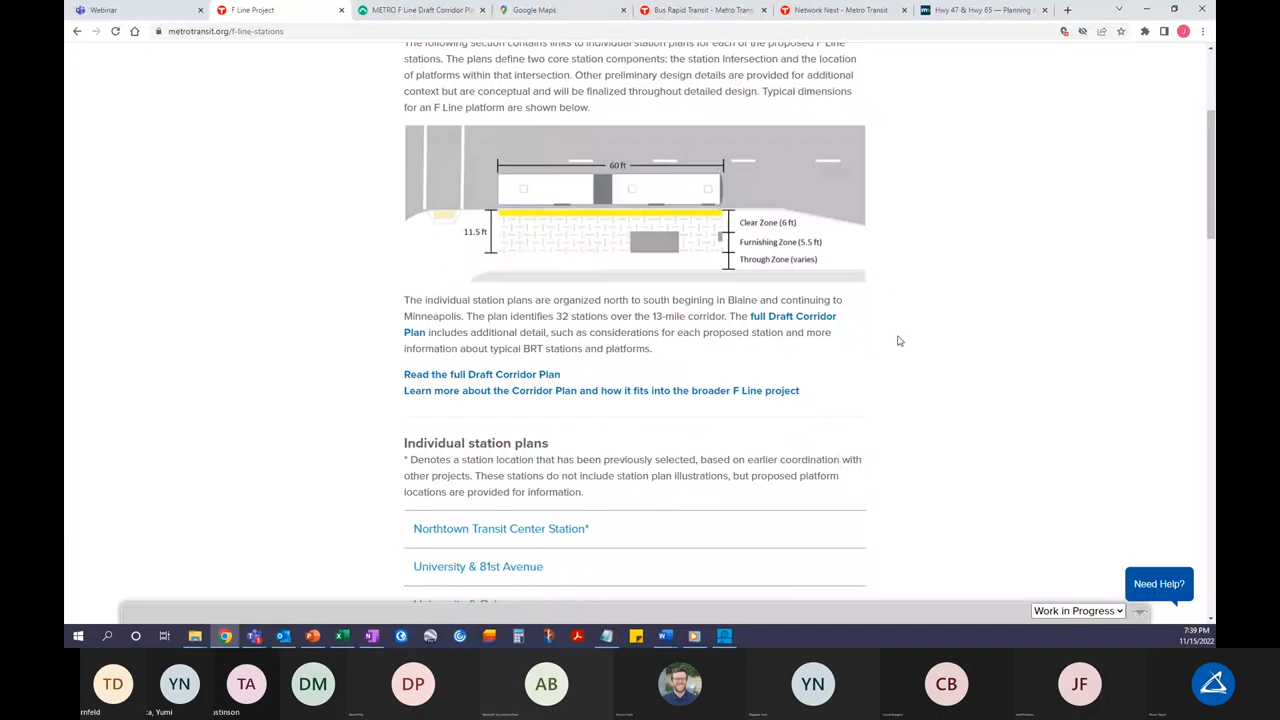 Webinar
F Line Project
METRO F Line Draft Corridor Pl
Google Maps
Bus Rapid Transit - Metro Trans
Network Next - Metro Transit
Hwy 47 & Hwy 65 — Planning s
metrotransit.org/f-line-stations
J
The following section contains links to individual station plans for each of the proposed F Line
stations. The plans define two core station components: the station intersection and the location
of platforms within that intersection. Other preliminary design details are provided for additional
context but are conceptual and will be finalized throughout detailed design. Typical dimensions
for an F Line platform are shown below.
60 ft
11.5 ft
Clear Zone (6 ft)
Furnishing Zone (5.5 ft)
Through Zone (varies)
The individual station plans are organized north to south begining in Blaine and continuing to
Minneapolis. The plan identifies 32 stations over the 13-mile corridor. The full Draft Corridor
Plan includes additional detail, such as considerations for each proposed station and more
information about typical BRT stations and platforms.
Read the full Draft Corridor Plan
Learn more about the Corridor Plan and how it fits into the broader F Line project
Individual station plans
* Denotes a station location that has been previously selected, based on earlier coordination with
other projects. These stations do not include station plan illustrations, but proposed platform
locations are provided for information.
Northtown Transit Center Station*
University & 81st Avenue
Need Help?
Work in Progress
7:39 PM
11/15/2022
TD YN TA DM DP AB YN CB JF
rnfeld
ka, Yumi
ustinson